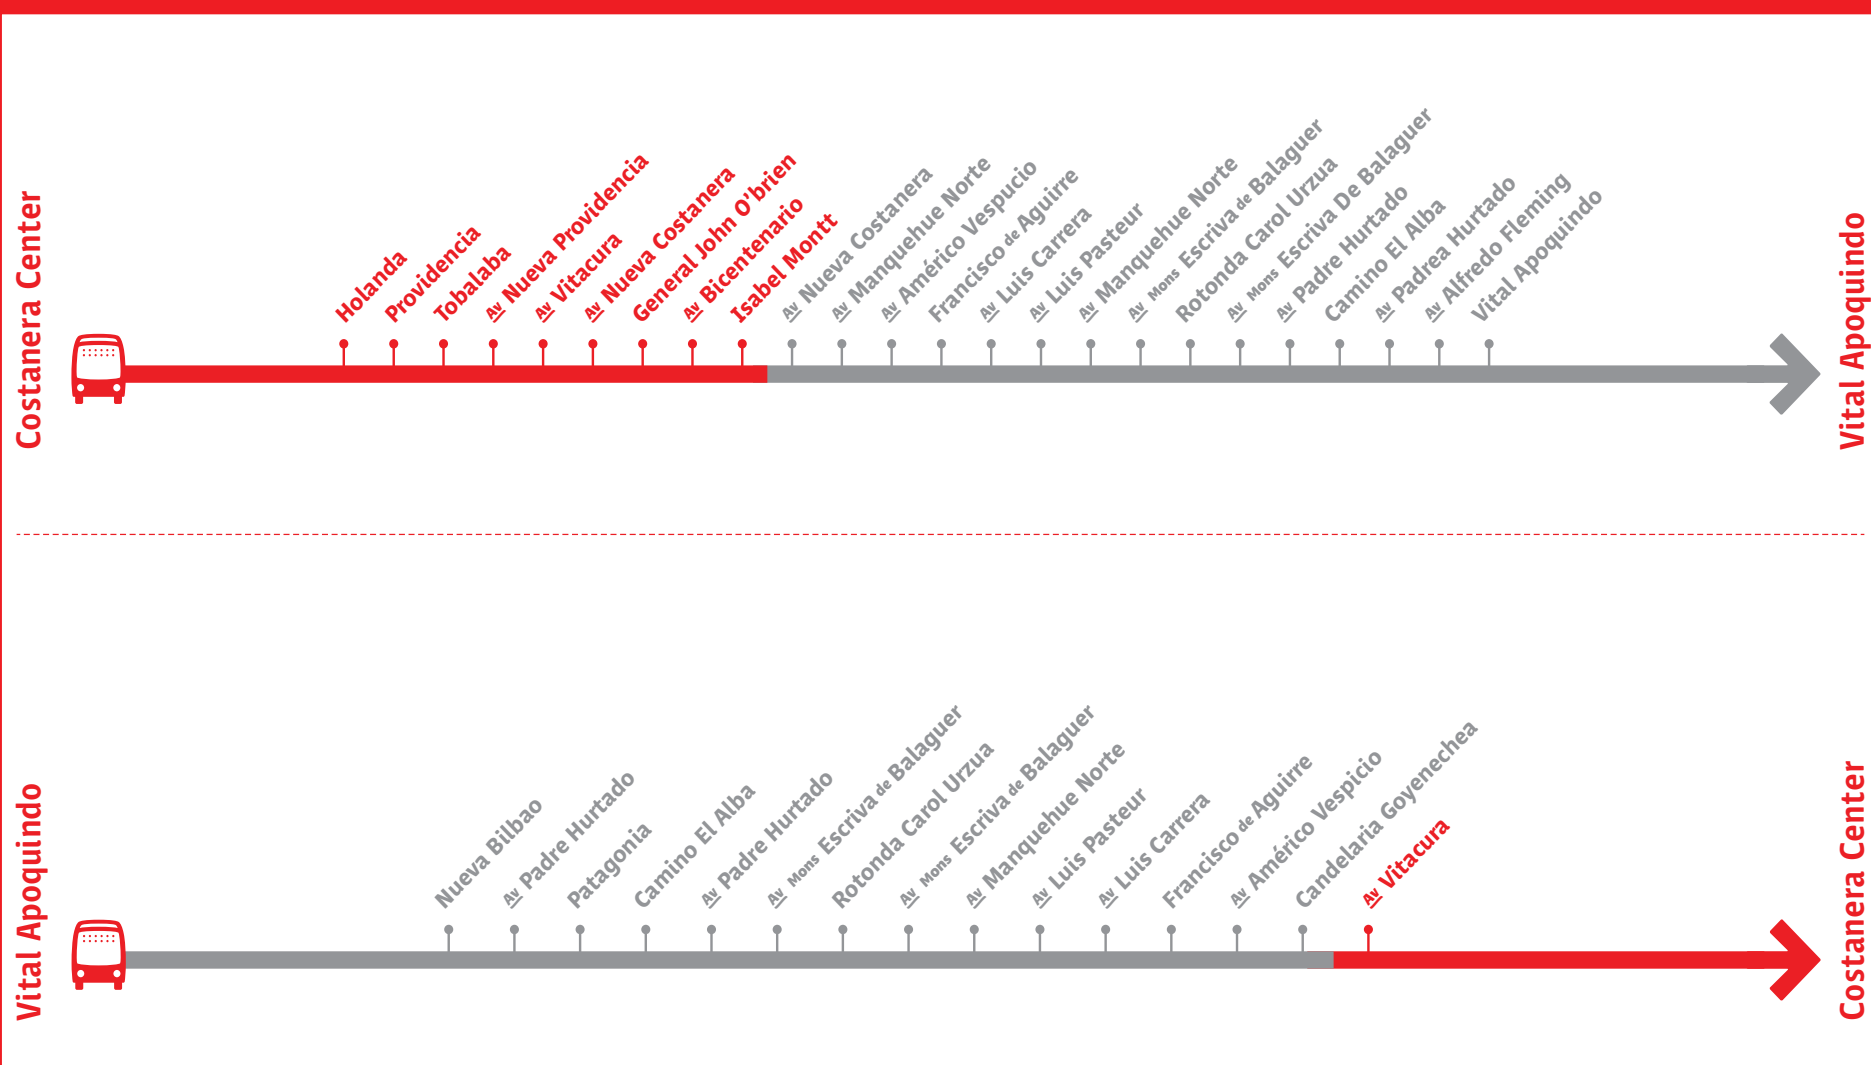 Costanera Center
Holanda
Providencia
Tobalaba
Av Nueva Providencia
Av Vitacura
Av Nueva Costanera
General John O'brien
Av Bicentenario
Isabel Montt
Av Nueva Costanera
Av Manquehue Norte
Av Américo Vespucio
Francisco de Aguirre
Av Luis Carrera
Av Luis Pasteur
Av Manquehue Norte
Av Mons Escriva de Balaguer
Rotonda Carol Urzua
Av Mons Escriva De Balaguer
Av Padre Hurtado
Camino El Alba
Av Padrea Hurtado
Av Alfredo Fleming
Vital Apoquindo
Vital Apoquindo
Vital Apoquindo
Nueva Bilbao
Av Padre Hurtado
Patagonia
Camino El Alba
Av Padre Hurtado
Av Mons Escriva de Balaguer
Rotonda Carol Urzua
Av Mons Escriva de Balaguer
Av Manquehue Norte
Av Luis Pasteur
Av Luis Carrera
Francisco de Aguirre
Av Américo Vespicio
Candelaria Goyenechea
Av Vitacura
Costanera Center